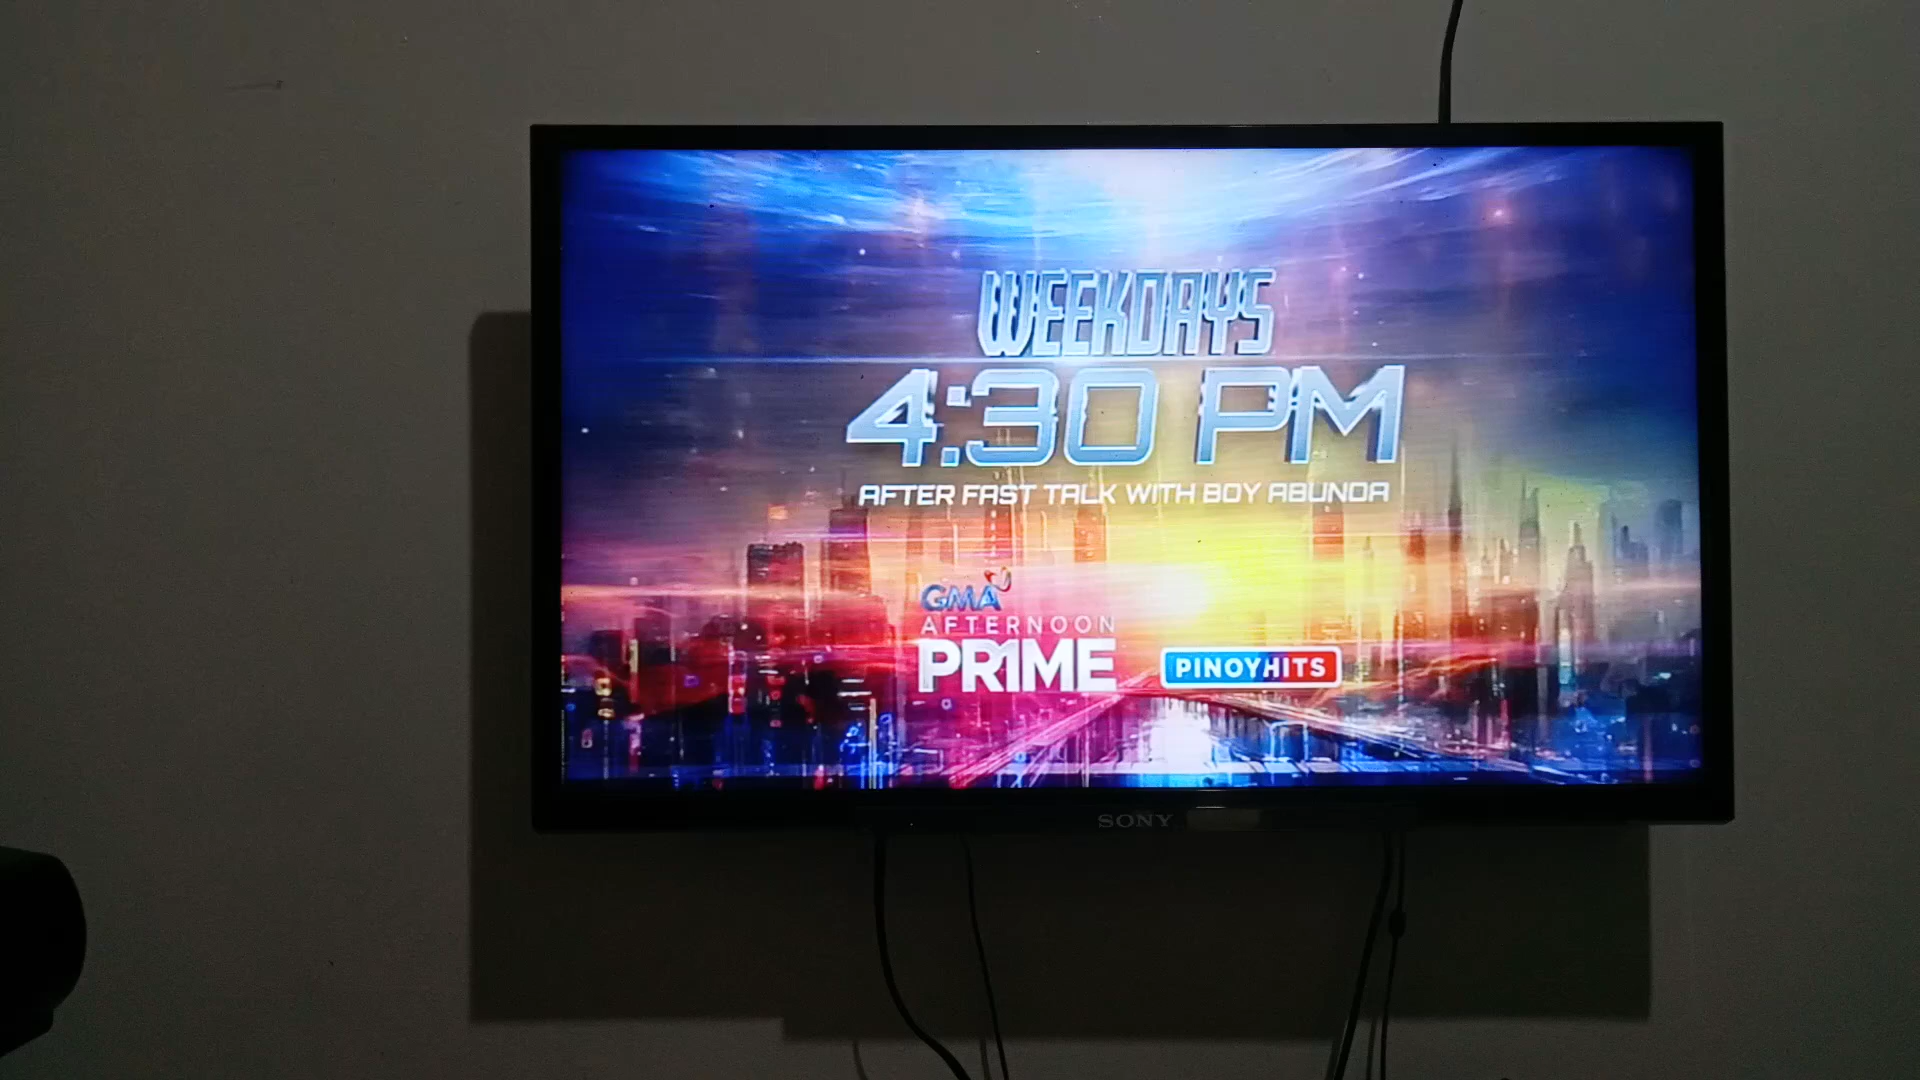 WEEKDAYS
4:30 PM
AFTER FAST TALK WITH BOY ABUNDA
GMA
AFTERNOON
PR1ME
PINOYHITS
SONY